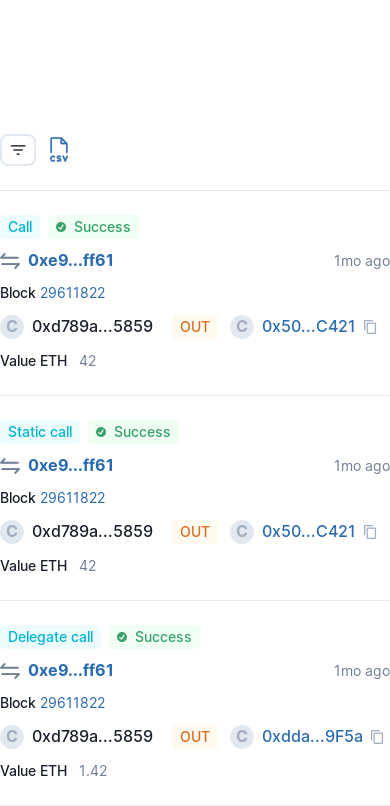 CSV
Call Success
0xe9...ff61 1mo ago
Block 29611822
C 0xd789a...5859 OUT C 0x50...C421
Value ETH 42
Static call Success
0xe9...ff61 1mo ago
Block 29611822
C 0xd789a...5859 OUT C 0x50...C421
Value ETH 42
Delegate call Success
0xe9...ff61 1mo ago
Block 29611822
C 0xd789a...5859 OUT C 0xdda...9F5a
Value ETH 1.42